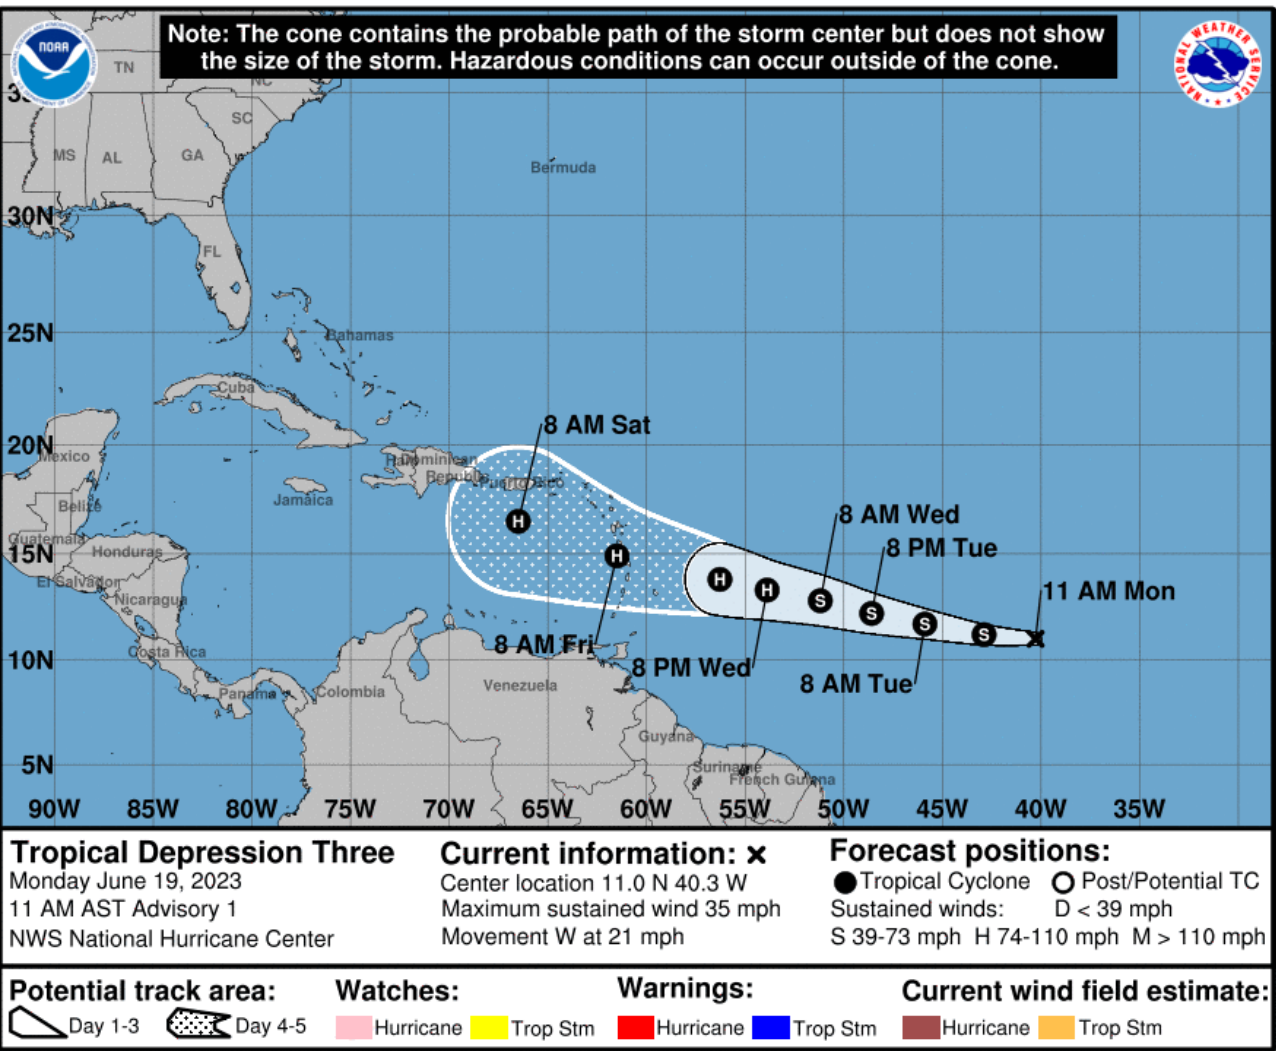 Note: The cone contains the probable path of the storm center but does not show
the size of the storm. Hazardous conditions can occur outside of the cone.
NOAA
NATIONAL WEATHER SERVICE
TN
NC
SC
MS
AL
GA
Bermuda
30N
FL
25N
Bahamas
Cuba
8 AM Sat
20N
Mexico
Dominican
Republic
Puerto Rico
Jamaica
Belize
H
8 AM Wed
Guatemala
Honduras
15N
H
8 PM Tue
El Salvador
H
H
S
11 AM Mon
Nicaragua
S
S
S
8 AM Fri
Costa Rica
10N
8 PM Wed
8 AM Tue
Panama
Colombia
Venezuela
Guyana
5N
Suriname
French Guiana
90W 85W 80W 75W 70W 65W 60W 55W 50W 45W 40W 35W
Tropical Depression Three
Monday June 19, 2023
11 AM AST Advisory 1
NWS National Hurricane Center
Current information: x
Center location 11.0 N 40.3 W
Maximum sustained wind 35 mph
Movement W at 21 mph
Forecast positions:
Tropical Cyclone Post/Potential TC
Sustained winds: D < 39 mph
S 39-73 mph H 74-110 mph M > 110 mph
Potential track area:
Day 1-3 Day 4-5
Watches:
Hurricane Trop Stm
Warnings:
Hurricane Trop Stm
Current wind field estimate:
Hurricane Trop Stm